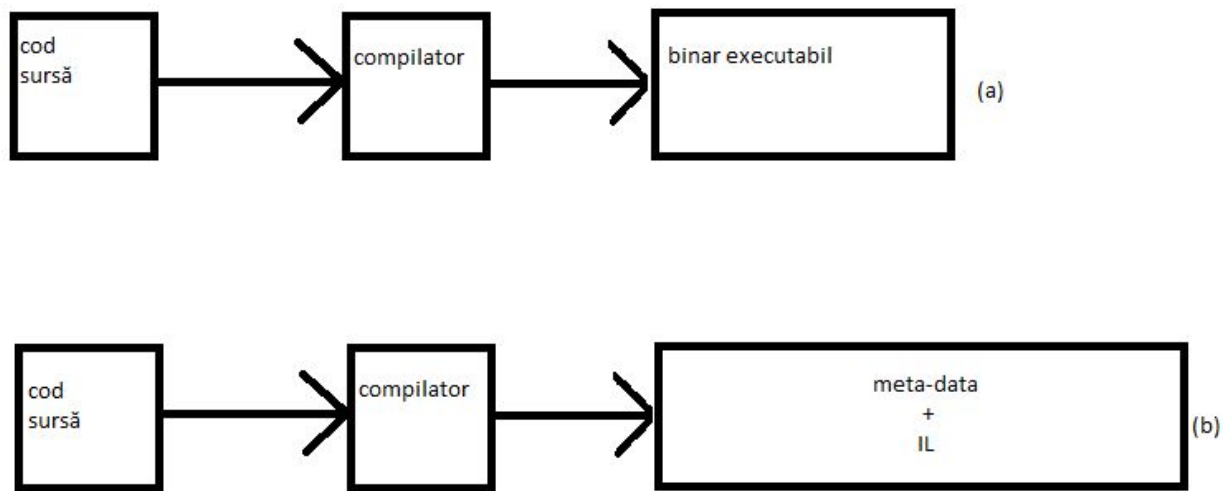 cod
sursă
compilator
binar executabil
(a)
cod
sursă
compilator
meta-data
+
IL
(b)